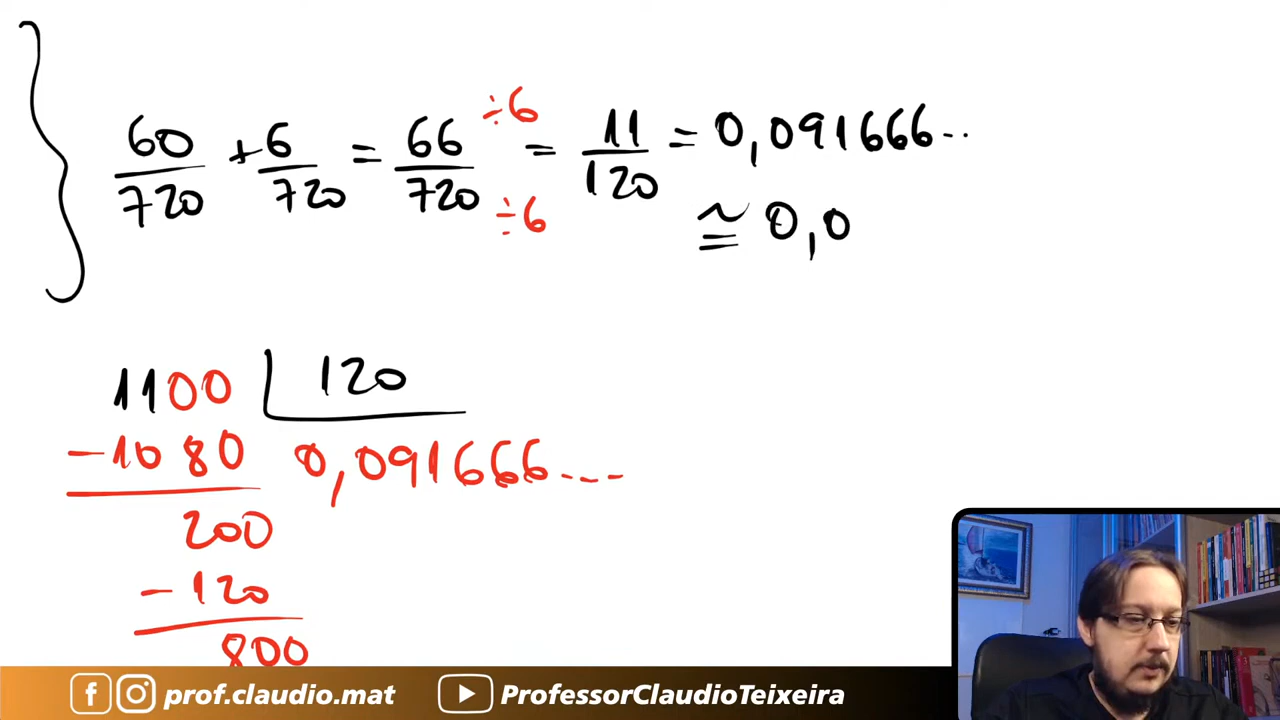 60/720 + 6/720 = 66/720 ÷6 ÷6 = 11/120 = 0,091666...
≅ 0,0
1100 | 120
-1080 0,091666...
200
-120
800
prof.claudio.mat ProfessorClaudioTeixeira